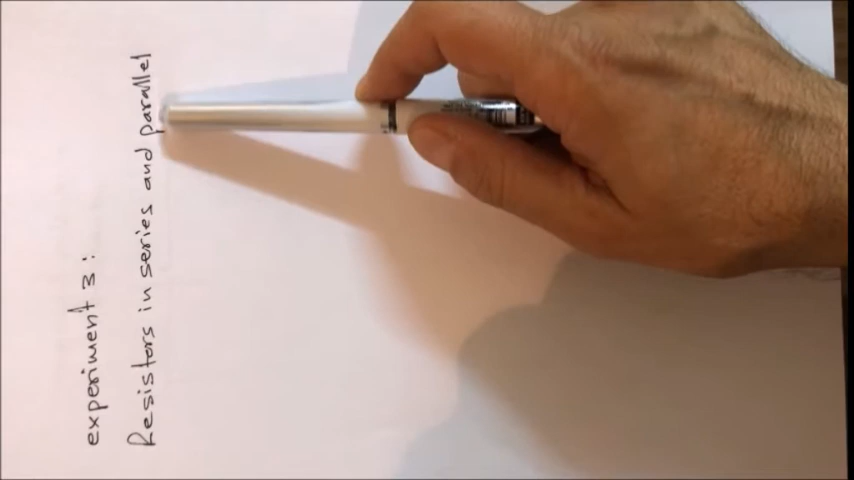 experiment 3:
Resistors in series and parallel